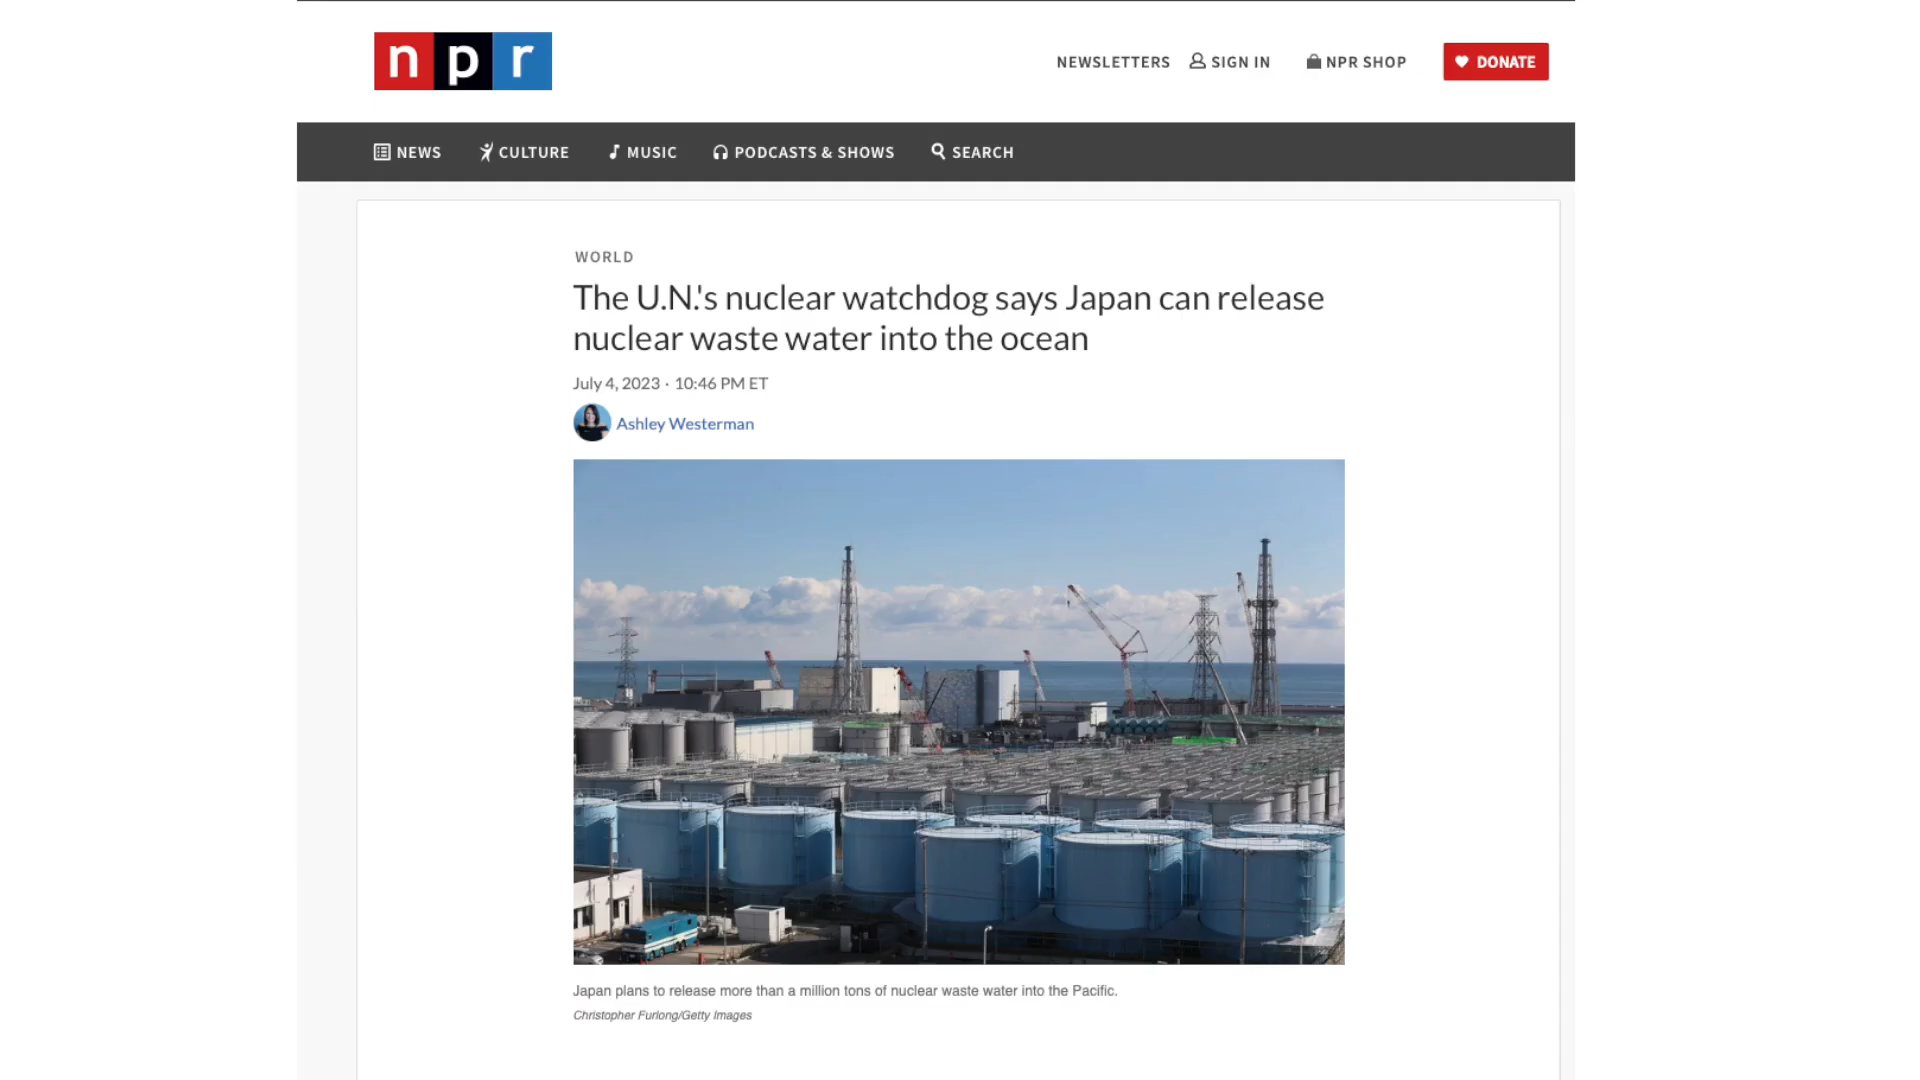 npr
NEWSLETTERS SIGN IN NPR SHOP DONATE
NEWS CULTURE MUSIC PODCASTS & SHOWS SEARCH
WORLD
The U.N.'s nuclear watchdog says Japan can release
nuclear waste water into the ocean
July 4, 2023 · 10:46 PM ET
Ashley Westerman
Japan plans to release more than a million tons of nuclear waste water into the Pacific.
Christopher Furlong/Getty Images